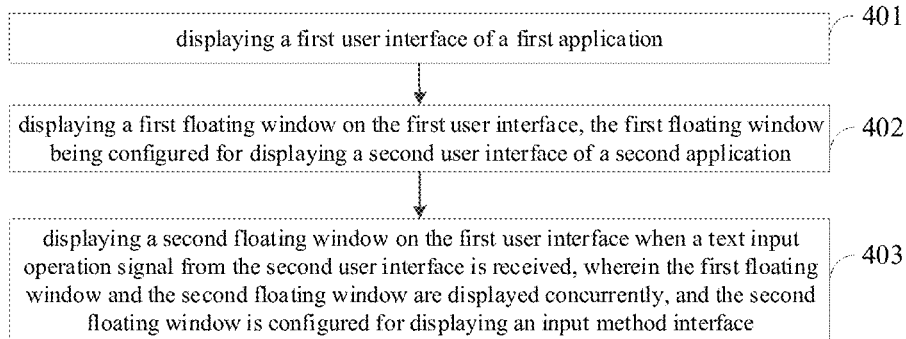 displaying a first user interface of a first application
401
displaying a first floating window on the first user interface, the first floating window
being configured for displaying a second user interface of a second application
402
displaying a second floating window on the first user interface when a text input
operation signal from the second user interface is received, wherein the first floating
window and the second floating window are displayed concurrently, and the second
floating window is configured for displaying an input method interface
403